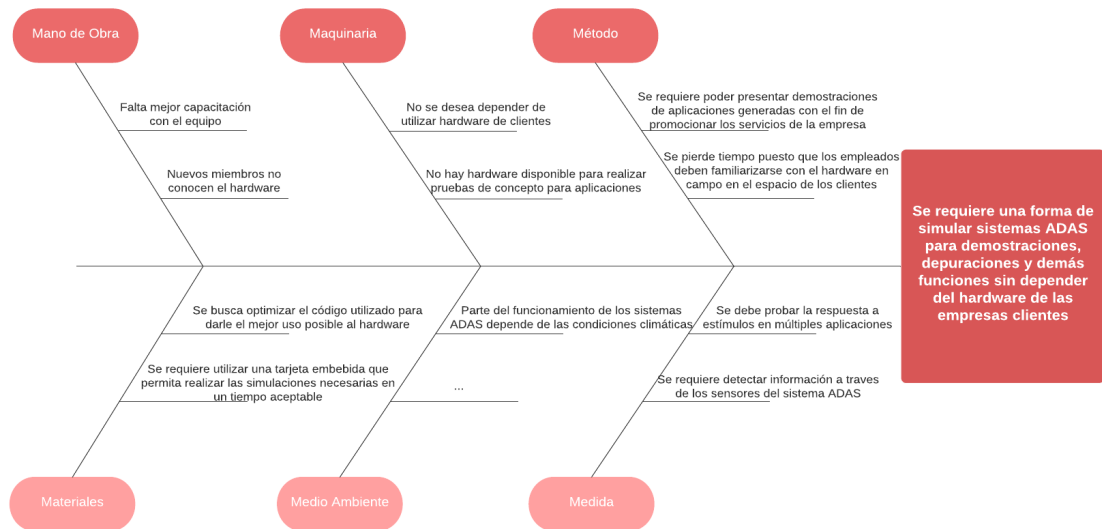 Mano de Obra
Maquinaria
Método
Falta mejor capacitación
con el equipo
Nuevos miembros no
conocen el hardware
No se desea depender de
utilizar hardware de clientes
No hay hardware disponible para realizar
pruebas de concepto para aplicaciones
Se requiere poder presentar demostraciones
de aplicaciones generadas con el fin de
promocionar los servicios de la empresa
Se pierde tiempo puesto que los empleados
deben familiarizarse con el hardware en
campo en el espacio de los clientes
Se requiere una forma de
simular sistemas ADAS
para demostraciones,
depuraciones y demás
funciones sin depender
del hardware de las
empresas clientes
Se busca optimizar el código utilizado para
darle el mejor uso posible al hardware
Se requiere utilizar una tarjeta embebida que
permita realizar las simulaciones necesarias en
un tiempo aceptable
Parte del funcionamiento de los sistemas
ADAS depende de las condiciones climáticas
...
Se debe probar la respuesta a
estímulos en múltiples aplicaciones
Se requiere detectar información a traves
de los sensores del sistema ADAS
Materiales
Medio Ambiente
Medida